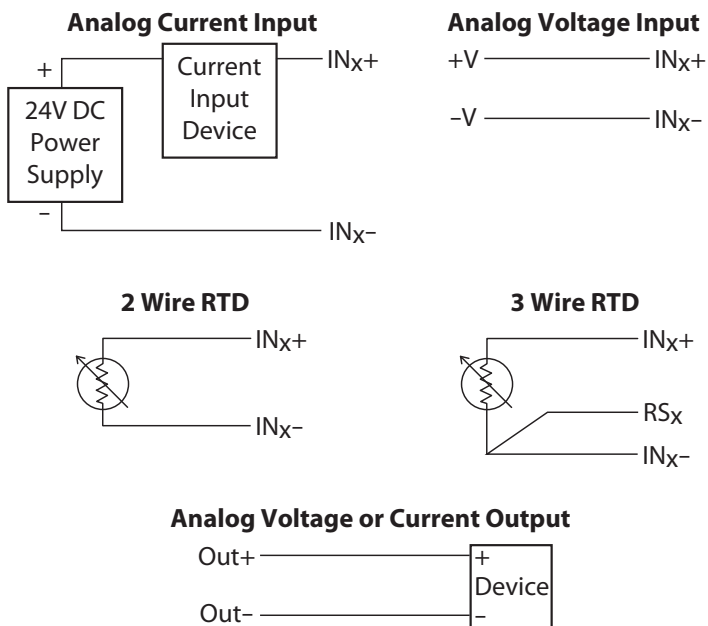 Analog Current Input
+
24V DC
Power
Supply
–
Current
Input
Device
INx+
INx–
Analog Voltage Input
+V
INx+
–V
INx–
2 Wire RTD
INx+
INx–
3 Wire RTD
INx+
RSx
INx–
Analog Voltage or Current Output
Out+
+
Device
Out–
–